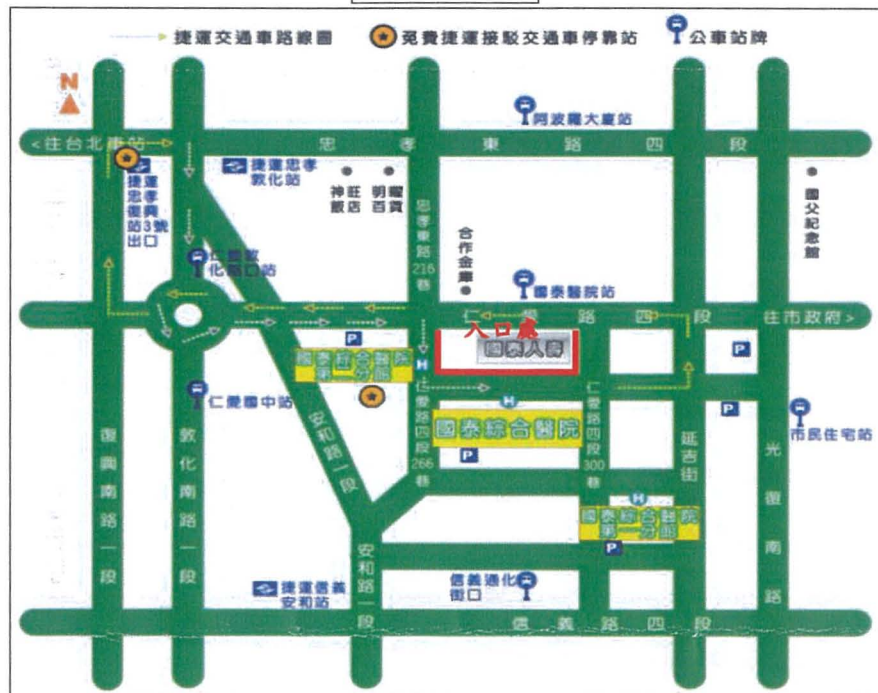 捷運交通車路線圖
免費捷運接駁交通車停靠站
公車站牌
N
阿波羅大廈站
<往台北車站
忠孝東路四段
捷運
忠孝
復興
站3號
出口
捷運忠孝
敦化站
神旺
飯店
明曜
百貨
忠孝東路216巷
合作金庫
國父紀念館
仁愛敦
化路口站
國泰醫院站
仁愛路四段
往市政府>
入口處
國泰人壽
P
國泰綜合醫院
第一分館
H
P
仁愛國中站
仁愛路四段266巷
H
國泰綜合醫院
P
仁愛路四段300巷
P
市民住宅站
復興南路一段
敦化南路一段
安和路一段
延吉街
光復南路
H
國泰綜合醫院
第一分館
P
安和路一段
捷運信義
安和站
信義通化
街口
信義路四段